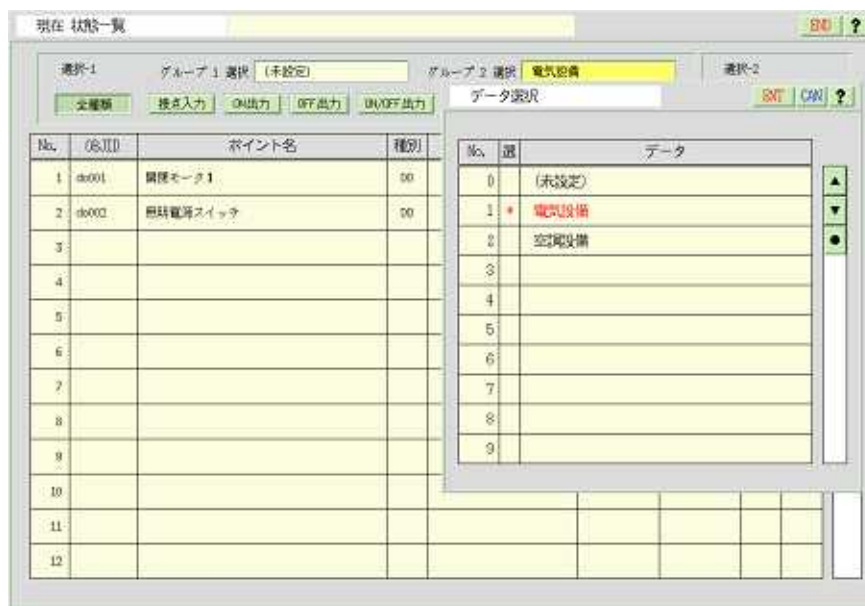 現在 状態一覧 END ?
選択-1 グループ1 選択 (未設定) グループ2 選択 電気設備 選択-2
全種類 接点入力 ON出力 OFF出力 ON/OFF出力
データ選択 ENT CAN ?
No. OBJID ポイント名 種別
1 do001 開閉モータ1 DO
2 do002 照明電源スイッチ DO
3
4
5
6
7
8
9
10
11
12
No. 選 データ
0 (未設定)
1 * 電気設備
2 空調設備
3
4
5
6
7
8
9